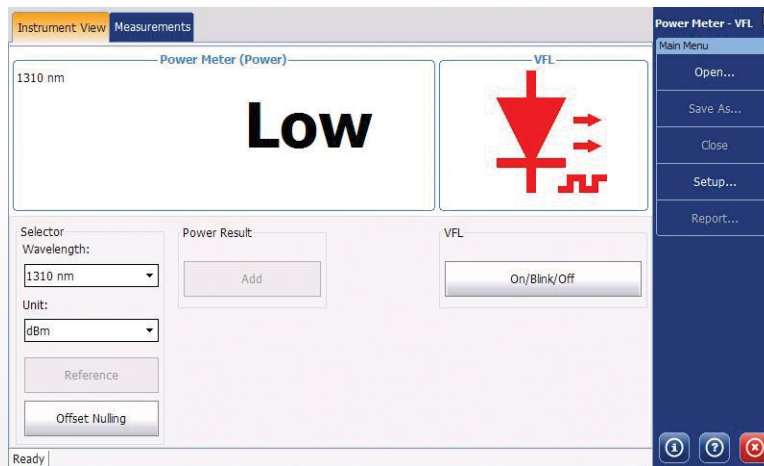 Instrument View
Measurements
Power Meter - VFL
Main Menu
Power Meter (Power)
VFL
1310 nm
Low
Open...
Save As...
Close
Setup...
Report...
Selector
Wavelength:
1310 nm
Unit:
dBm
Reference
Offset Nulling
Power Result
Add
VFL
On/Blink/Off
Ready